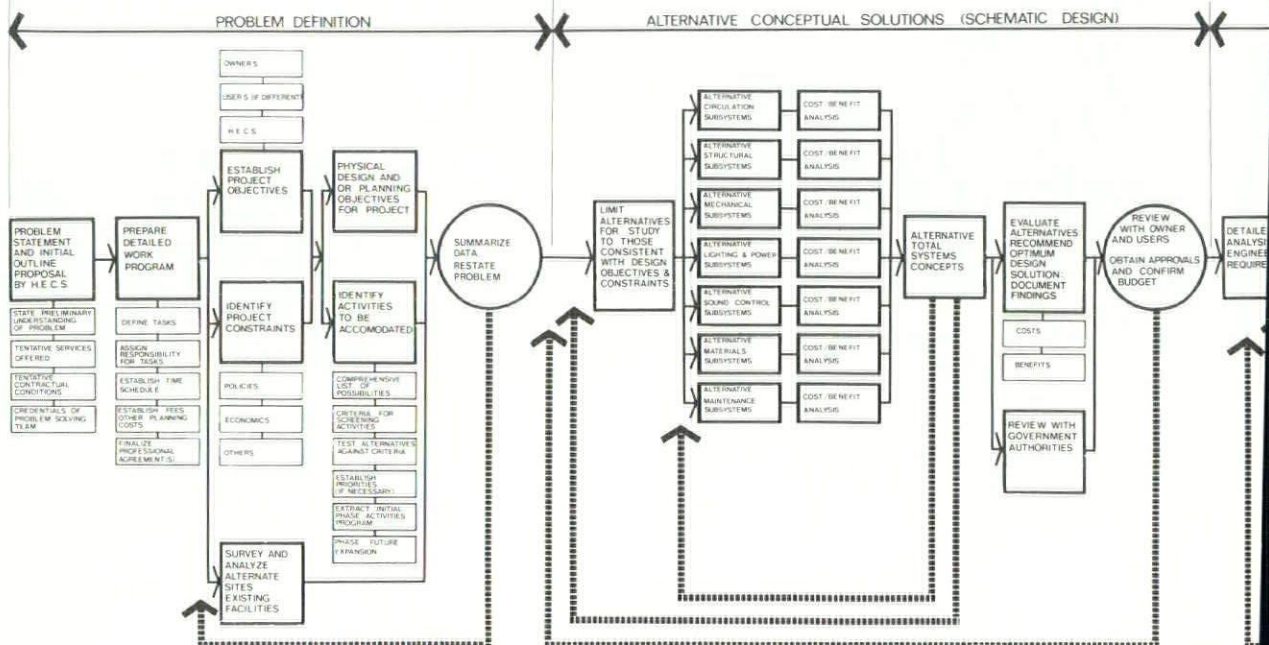 PROBLEM DEFINITION
ALTERNATIVE CONCEPTUAL SOLUTIONS (SCHEMATIC DESIGN)
OWNER'S
USER'S (IF DIFFERENT)
H.E.C.S.
ESTABLISH
PROJECT
OBJECTIVES
PHYSICAL
DESIGN AND
OR PLANNING
OBJECTIVES
FOR PROJECT
PROBLEM
STATEMENT
AND INITIAL
OUTLINE
PROPOSAL
BY H.E.C.S.
STATE PRELIMINARY
UNDERSTANDING
OF PROBLEM
TENTATIVE SERVICES
OFFERED
TENTATIVE
CONTRACTUAL
CONDITIONS
CREDENTIALS OF
PROBLEM SOLVING
TEAM
PREPARE
DETAILED
WORK
PROGRAM
DEFINE TASKS
ASSIGN
RESPONSIBILITY
FOR TASKS
ESTABLISH TIME
SCHEDULE
ESTABLISH FEES
OTHER PLANNING
COSTS
FINALIZE
PROFESSIONAL
AGREEMENT(S)
IDENTIFY
PROJECT
CONSTRAINTS
POLICIES
ECONOMICS
OTHERS
SURVEY AND
ANALYZE
ALTERNATE
SITES
EXISTING
FACILITIES
IDENTIFY
ACTIVITIES
TO BE
ACCOMODATED
COMPREHENSIVE
LIST OF
POSSIBILITIES
CRITERIA FOR
SCREENING
ACTIVITIES
TEST ALTERNATIVES
AGAINST CRITERIA
ESTABLISH
PRIORITIES
(IF NECESSARY)
EXTRACT INITIAL
PHASE ACTIVITIES
PROGRAM
PHASE FUTURE
EXPANSION
SUMMARIZE
DATA.
RESTATE
PROBLEM
LIMIT
ALTERNATIVES
FOR STUDY
TO THOSE
CONSISTENT
WITH DESIGN
OBJECTIVES &
CONSTRAINTS
ALTERNATIVE
CIRCULATION
SUBSYSTEMS
COST/BENEFIT
ANALYSIS
ALTERNATIVE
STRUCTURAL
SUBSYSTEMS
COST/BENEFIT
ANALYSIS
ALTERNATIVE
MECHANICAL
SUBSYSTEMS
COST/BENEFIT
ANALYSIS
ALTERNATIVE
LIGHTING & POWER
SUBSYSTEMS
COST/BENEFIT
ANALYSIS
ALTERNATIVE
SOUND CONTROL
SUBSYSTEMS
COST/BENEFIT
ANALYSIS
ALTERNATIVE
MATERIALS
SUBSYSTEMS
COST/BENEFIT
ANALYSIS
ALTERNATIVE
MAINTENANCE
SUBSYSTEMS
COST/BENEFIT
ANALYSIS
ALTERNATIVE
TOTAL
SYSTEMS
CONCEPTS
EVALUATE
ALTERNATIVES
RECOMMEND
OPTIMUM
DESIGN
SOLUTION
DOCUMENT
FINDINGS
COSTS
BENEFITS
REVIEW WITH
GOVERNMENT
AUTHORITIES
REVIEW
WITH OWNER
AND USERS
OBTAIN APPROVALS
AND CONFIRM
BUDGET
DETAILE
ANALYSIS
ENGINEE
REQUIRE